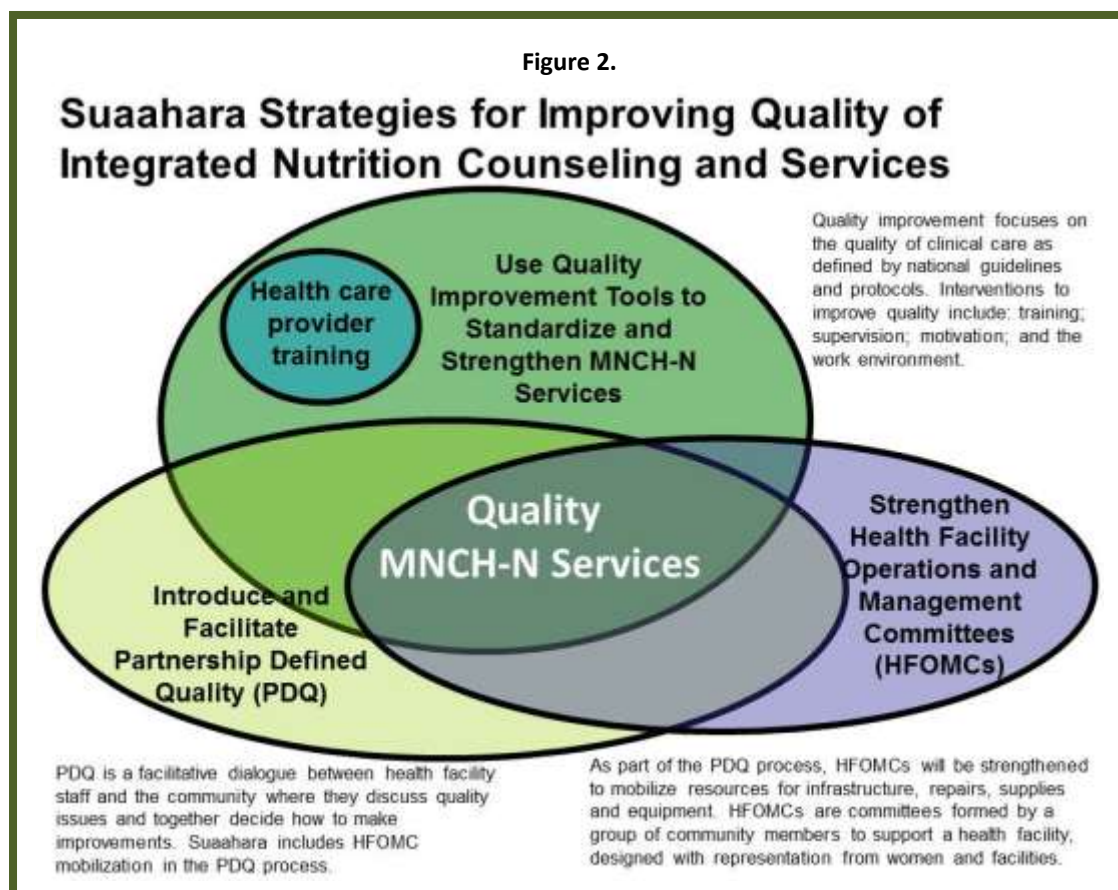 Figure 2.
Suaahara Strategies for Improving Quality of
Integrated Nutrition Counseling and Services
Quality improvement focuses on
the quality of clinical care as
defined by national guidelines
and protocols. Interventions to
improve quality include: training;
supervision; motivation; and the
work environment.
Health care
provider
training
Use Quality
Improvement Tools to
Standardize and
Strengthen MNCH-N
Services
Quality
MNCH-N Services
Introduce and
Facilitate
Partnership Defined
Quality (PDQ)
Strengthen
Health Facility
Operations and
Management
Committees
(HFOMCs)
PDQ is a facilitative dialogue between health facility
staff and the community where they discuss quality
issues and together decide how to make
improvements. Suaahara includes HFOMC
mobilization in the PDQ process.
As part of the PDQ process, HFOMCs will be strengthened
to mobilize resources for infrastructure, repairs, supplies
and equipment. HFOMCs are committees formed by a
group of community members to support a health facility,
designed with representation from women and facilities.